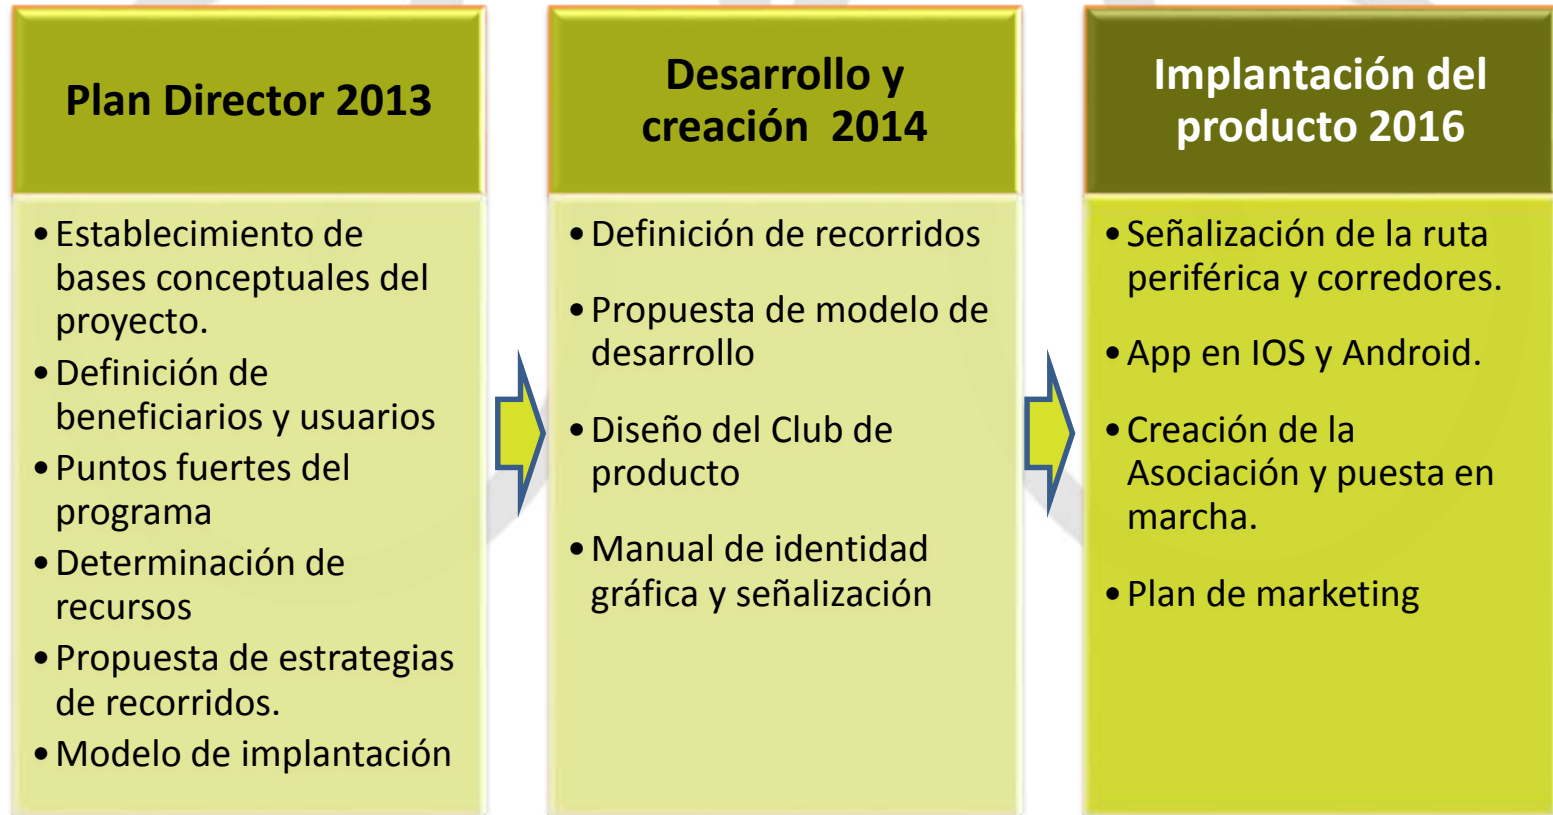 Plan Director 2013
• Establecimiento de
bases conceptuales del
proyecto.
• Definición de
beneficiarios y usuarios
• Puntos fuertes del
programa
• Determinación de
recursos
• Propuesta de estrategias
de recorridos.
• Modelo de implantación
Desarrollo y
creación 2014
• Definición de recorridos
• Propuesta de modelo de
desarrollo
• Diseño del Club de
producto
• Manual de identidad
gráfica y señalización
Implantación del
producto 2016
• Señalización de la ruta
periférica y corredores.
• App en IOS y Android.
• Creación de la
Asociación y puesta en
marcha.
• Plan de marketing